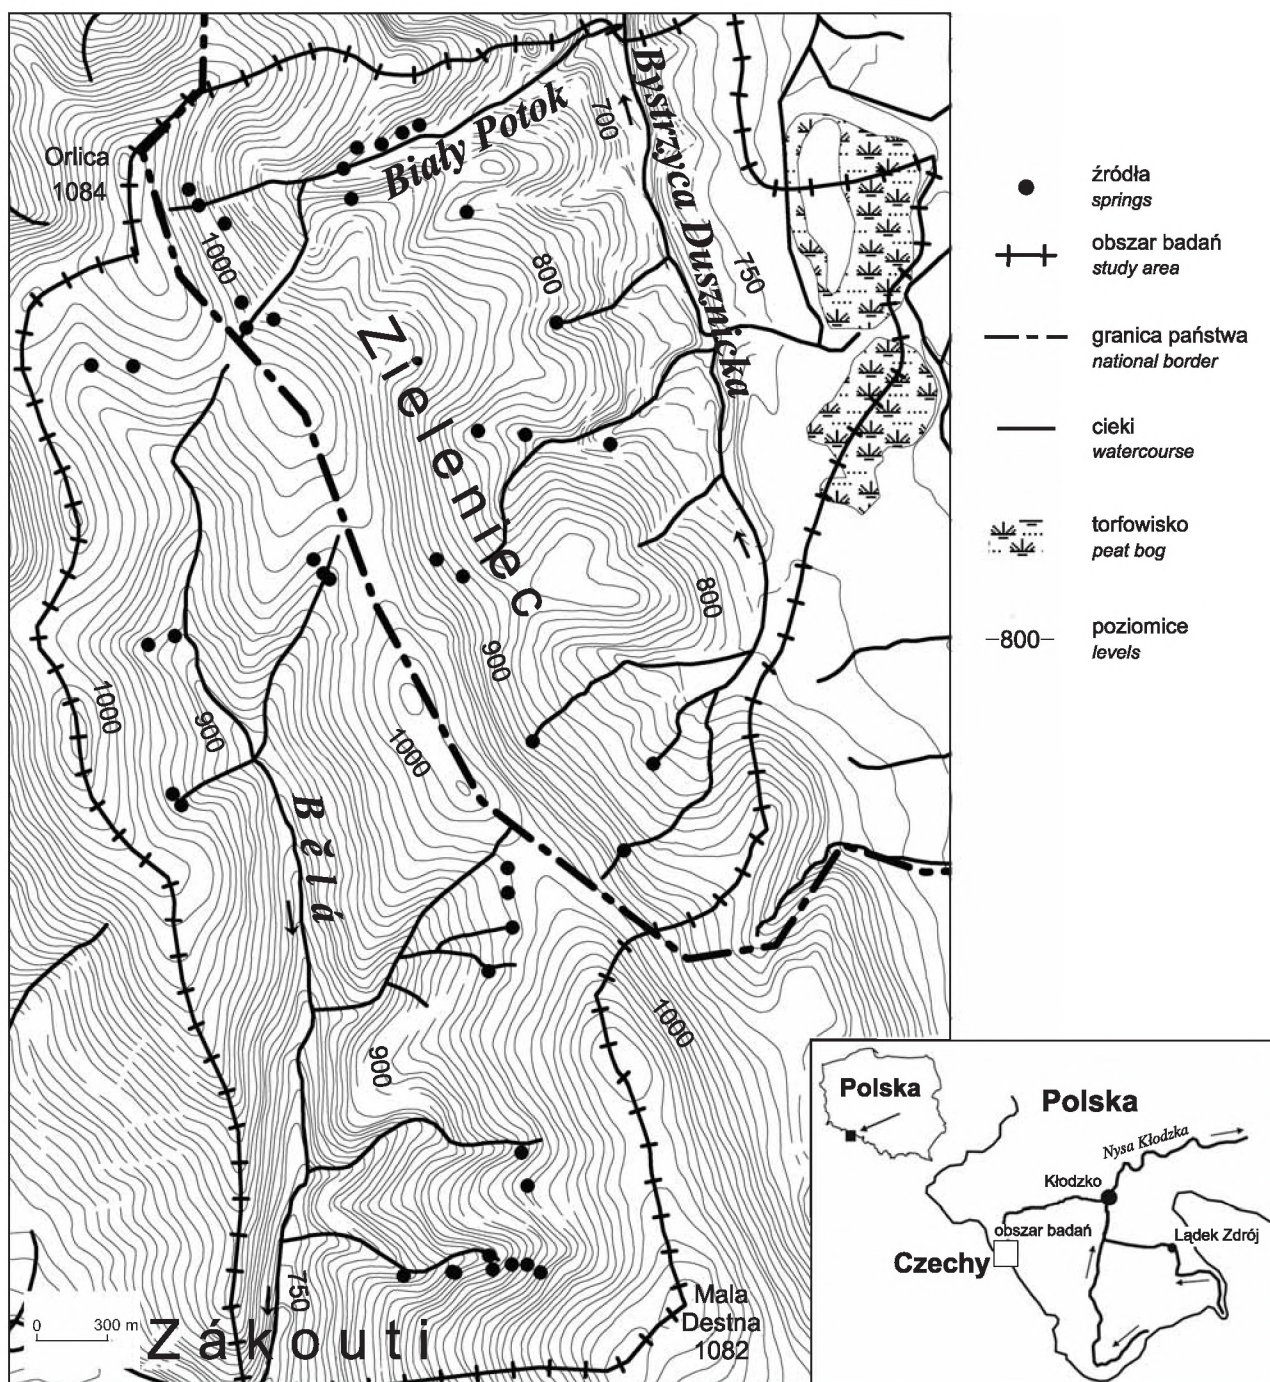 Orlica
1084
Biały Potok
Bystrzyca Dusznicka
700
1000
800
750
Zieleniec
800
900
1000
900
1000
Bělá
1000
900
750
Zákouti
Mala
Destna
1082
0 300 m
źródła
springs
obszar badań
study area
granica państwa
national border
cieki
watercourse
torfowisko
peat bog
800
poziomice
levels
Polska
Polska
Nysa Kłodzka
Kłodzko
obszar badań
Lądek Zdrój
Czechy